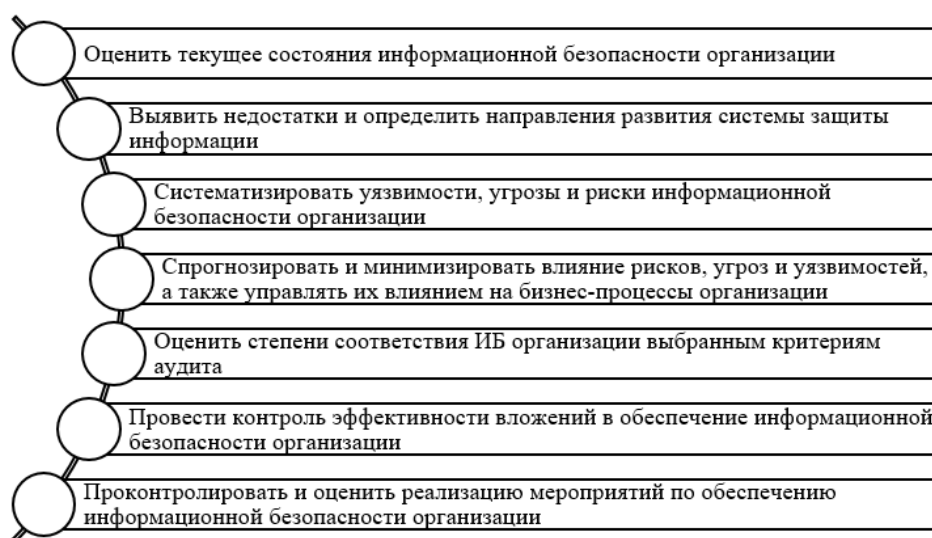 Оценить текущее состояния информационной безопасности организации
Выявить недостатки и определить направления развития системы защиты
информации
Систематизировать уязвимости, угрозы и риски информационной
безопасности организации
Спрогнозировать и минимизировать влияние рисков, угроз и уязвимостей,
а также управлять их влиянием на бизнес-процессы организации
Оценить степени соответствия ИБ организации выбранным критериям
аудита
Провести контроль эффективности вложений в обеспечение информационной
безопасности организации
Проконтролировать и оценить реализацию мероприятий по обеспечению
информационной безопасности организации